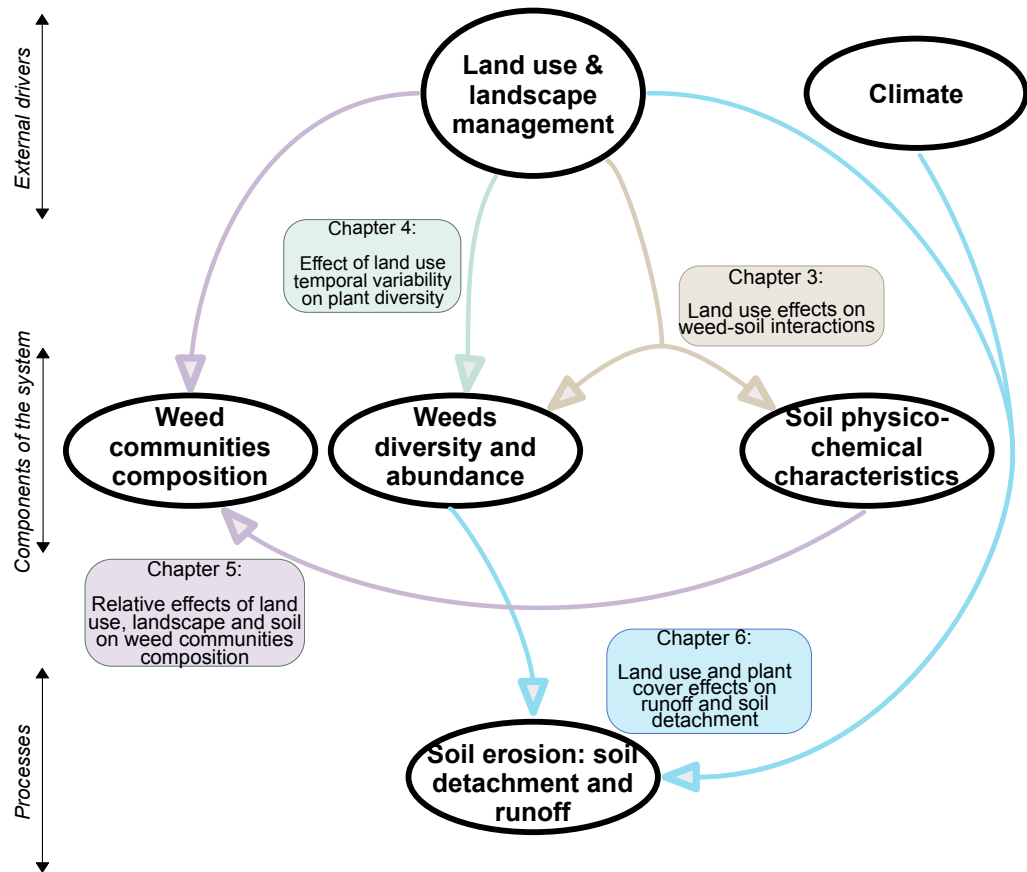 External drivers
Land use &
landscape
management
Climate
Chapter 4:
Effect of land use
temporal variability
on plant diversity
Chapter 3:
Land use effects on
weed-soil interactions
Components of the system
Weed
communities
composition
Weeds
diversity and
abundance
Soil physico-
chemical
characteristics
Chapter 5:
Relative effects of land
use, landscape and soil
on weed communities
composition
Chapter 6:
Land use and plant
cover effects on
runoff and soil
detachment
Processes
Soil erosion: soil
detachment and
runoff